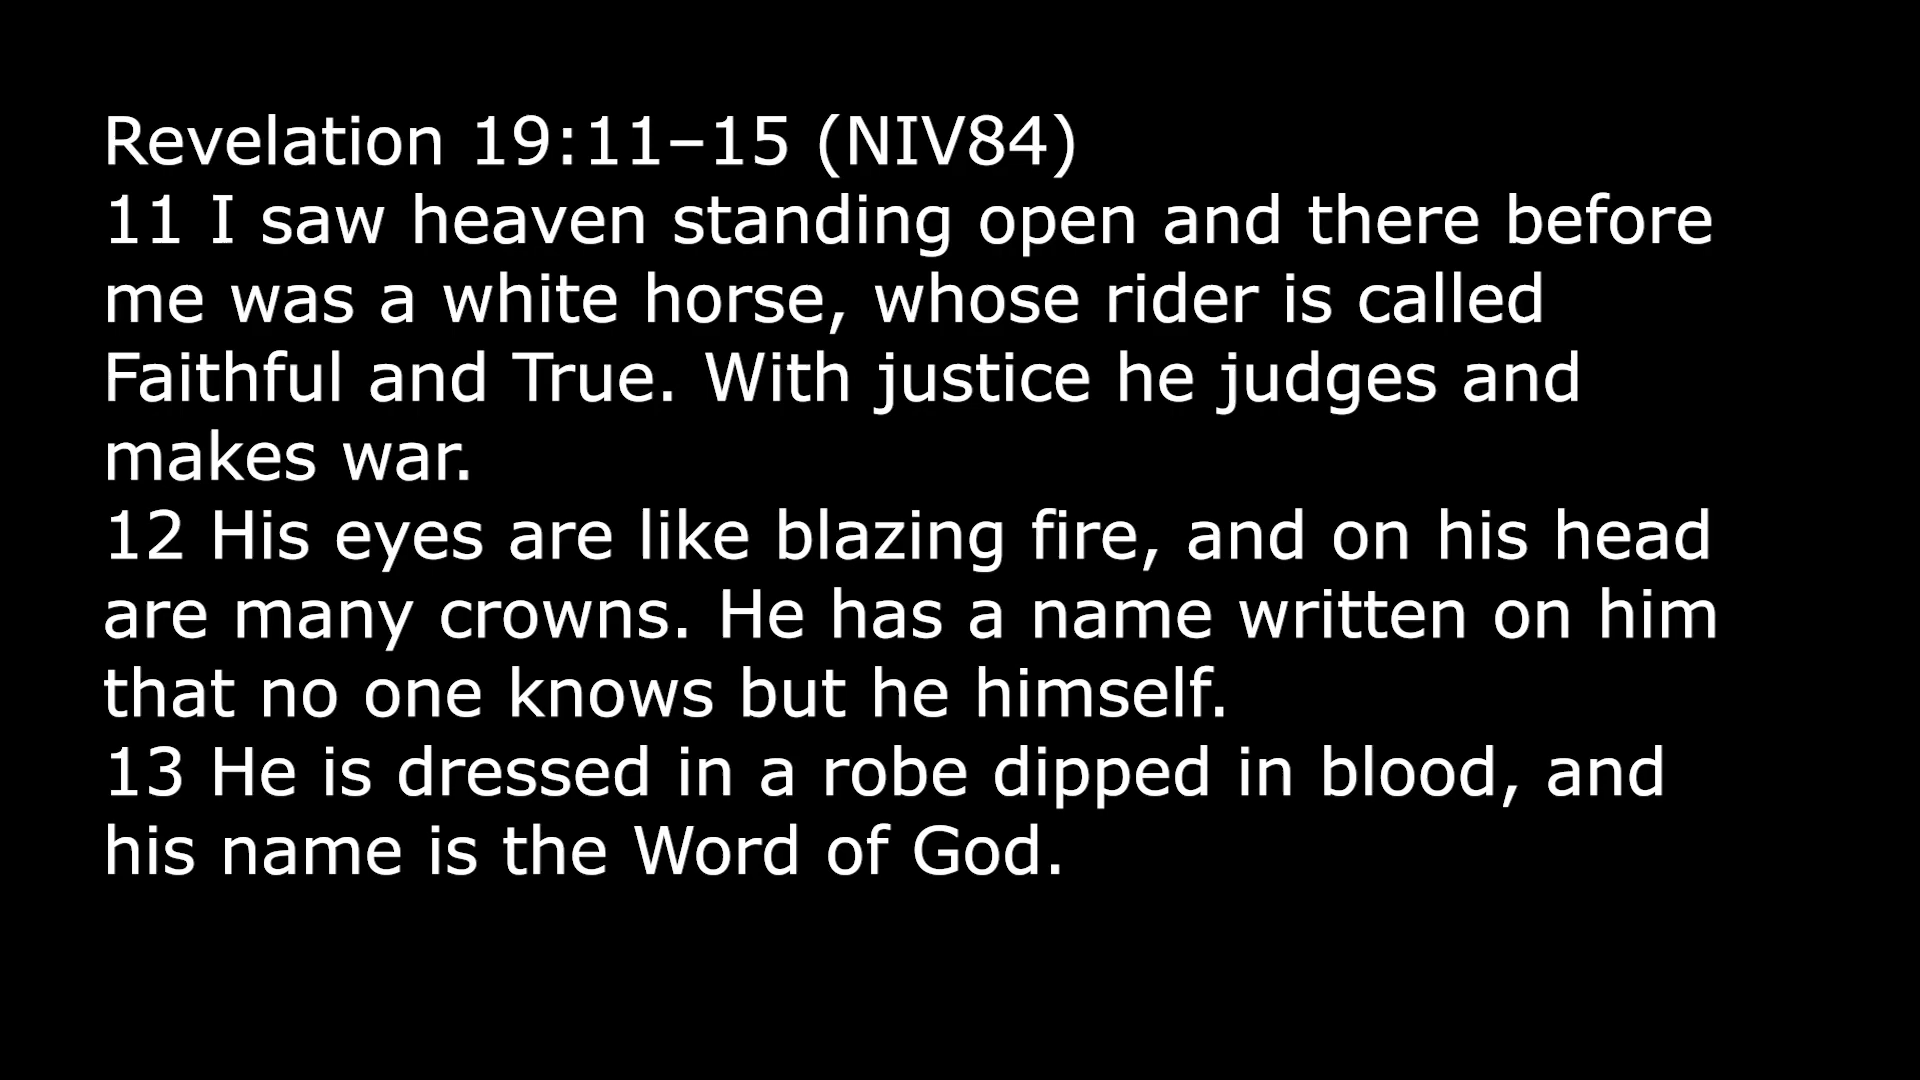 Revelation 19:11–15 (NIV84)
11 I saw heaven standing open and there before
me was a white horse, whose rider is called
Faithful and True. With justice he judges and
makes war.
12 His eyes are like blazing fire, and on his head
are many crowns. He has a name written on him
that no one knows but he himself.
13 He is dressed in a robe dipped in blood, and
his name is the Word of God.